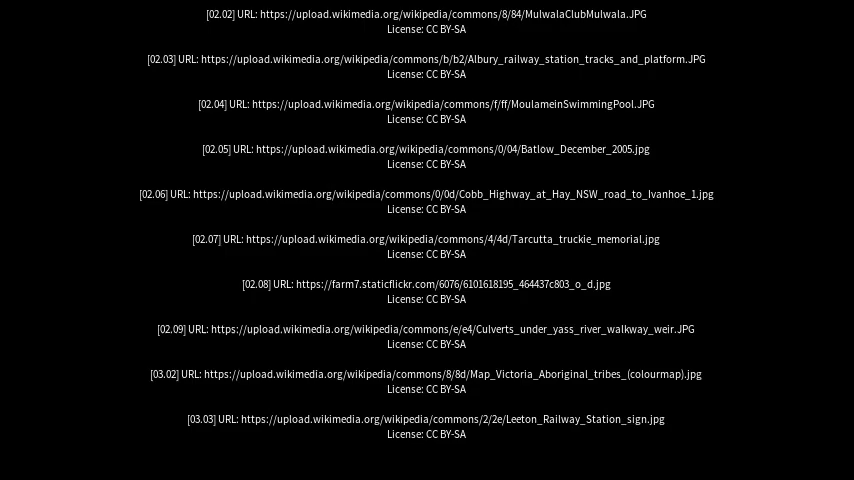 [02.02] URL: https://upload.wikimedia.org/wikipedia/commons/8/84/MulwalaClubMulwala.JPG
License: CC BY-SA
[02.03] URL: https://upload.wikimedia.org/wikipedia/commons/b/b2/Albury_railway_station_tracks_and_platform.JPG
License: CC BY-SA
[02.04] URL: https://upload.wikimedia.org/wikipedia/commons/f/ff/MoulameinSwimmingPool.JPG
License: CC BY-SA
[02.05] URL: https://upload.wikimedia.org/wikipedia/commons/0/04/Batlow_December_2005.jpg
License: CC BY-SA
[02.06] URL: https://upload.wikimedia.org/wikipedia/commons/0/0d/Cobb_Highway_at_Hay_NSW_road_to_Ivanhoe_1.jpg
License: CC BY-SA
[02.07] URL: https://upload.wikimedia.org/wikipedia/commons/4/4d/Tarcutta_truckie_memorial.jpg
License: CC BY-SA
[02.08] URL: https://farm7.staticflickr.com/6076/6101618195_464437c803_o_d.jpg
License: CC BY-SA
[02.09] URL: https://upload.wikimedia.org/wikipedia/commons/e/e4/Culverts_under_yass_river_walkway_weir.JPG
License: CC BY-SA
[03.02] URL: https://upload.wikimedia.org/wikipedia/commons/8/8d/Map_Victoria_Aboriginal_tribes_(colourmap).jpg
License: CC BY-SA
[03.03] URL: https://upload.wikimedia.org/wikipedia/commons/2/2e/Leeton_Railway_Station_sign.jpg
License: CC BY-SA